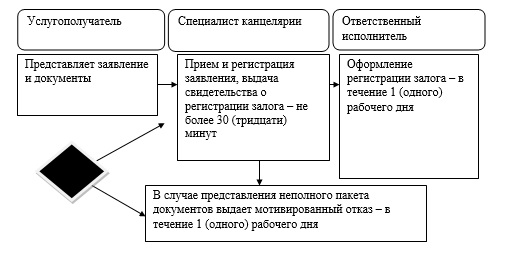 Услугополучатель
Специалист канцелярии
Ответственный
исполнитель
Представляет заявление
и документы
Прием и регистрация
заявления, выдача
свидетельства о
регистрации залога – не
более 30 (тридцати)
минут
Оформление
регистрации залога – в
течение 1 (одного)
рабочего дня
В случае представления неполного пакета
документов выдает мотивированный отказ – в
течение 1 (одного) рабочего дня